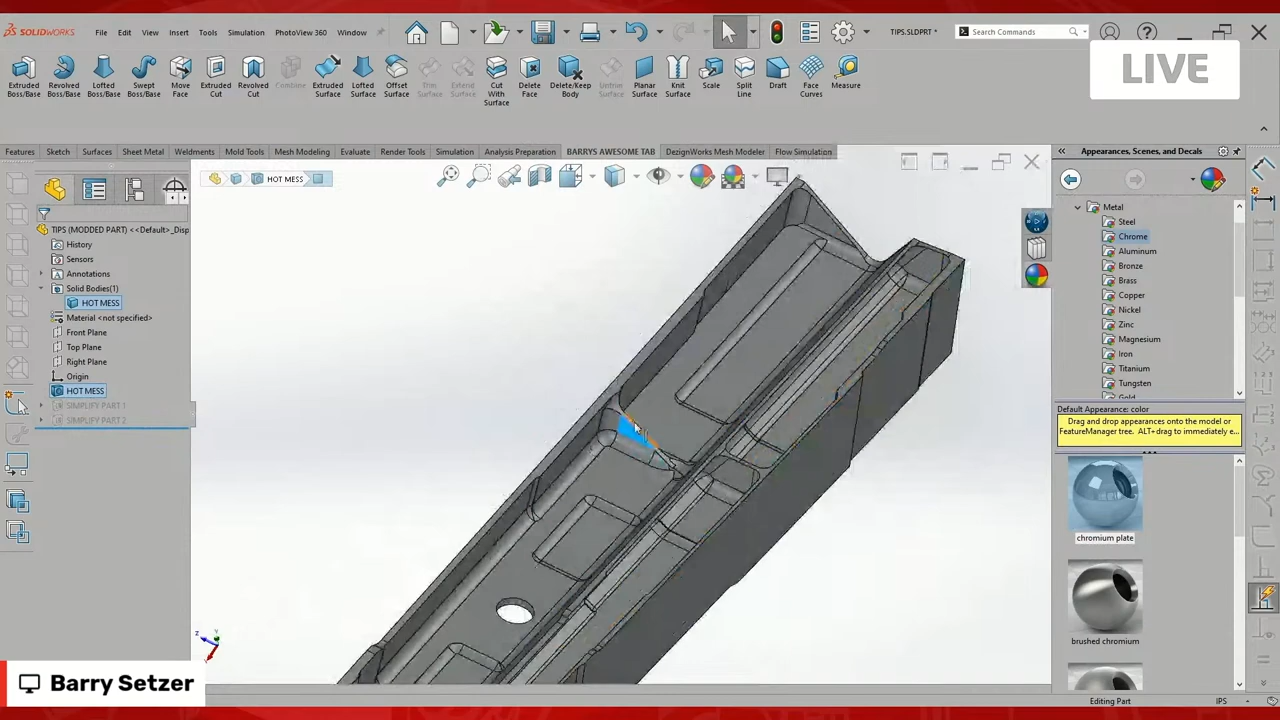 SOLIDWORKS
File Edit View Insert Tools Simulation PhotoView 360 Window
TIPS.SLDPRT *
Search Commands
LIVE
Extruded Boss/Base
Revolved Boss/Base
Lofted Boss/Base
Swept Boss/Base
Move Face
Extruded Cut
Revolved Cut
Combine
Extruded Surface
Lofted Surface
Offset Surface
Trim Surface
Extend Surface
Cut With Surface
Delete Face
Delete/Keep Body
Untrim Surface
Planar Surface
Knit Surface
Scale
Split Line
Draft
Face Curves
Measure
Features Sketch Surfaces Sheet Metal Weldments Mold Tools Mesh Modeling Evaluate Render Tools Simulation Analysis Preparation BARRYS AWESOME TAB DezignWorks Mesh Modeler Flow Simulation
HOT MESS
TIPS (MODDED PART) <<Default>_Disp
History
Sensors
Annotations
Solid Bodies(1)
HOT MESS
Material <not specified>
Front Plane
Top Plane
Right Plane
Origin
HOT MESS
SIMPLIFY PART 1
SIMPLIFY PART 2
Appearances, Scenes, and Decals
Metal
Steel
Chrome
Aluminum
Bronze
Brass
Copper
Nickel
Zinc
Magnesium
Iron
Titanium
Tungsten
Gold
Default Appearance: color
Drag and drop appearances onto the model or
FeatureManager tree. ALT+drag to immediately e...
chromium plate
brushed chromium
Barry Setzer
Editing Part
IPS